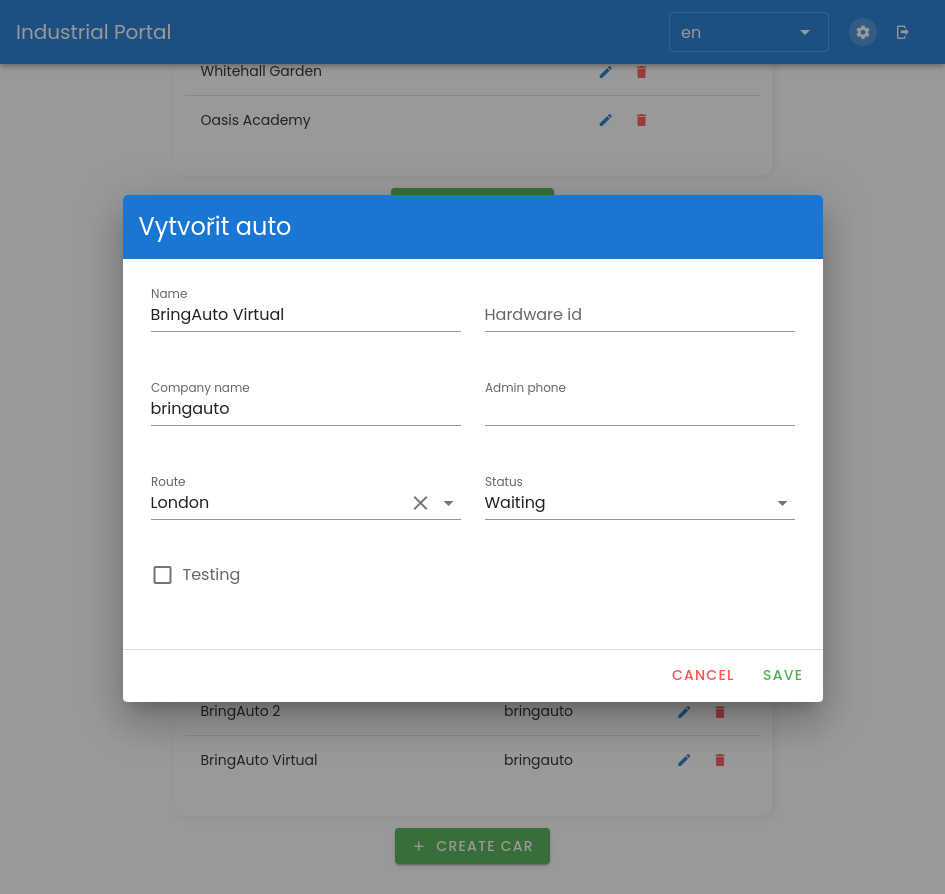 Industrial Portal
en
Whitehall Garden
Oasis Academy
Vytvořit auto
Name
BringAuto Virtual
Hardware id
Company name
bringauto
Admin phone
Route
London
Status
Waiting
Testing
CANCEL SAVE
BringAuto 2 bringauto
BringAuto Virtual bringauto
+ CREATE CAR